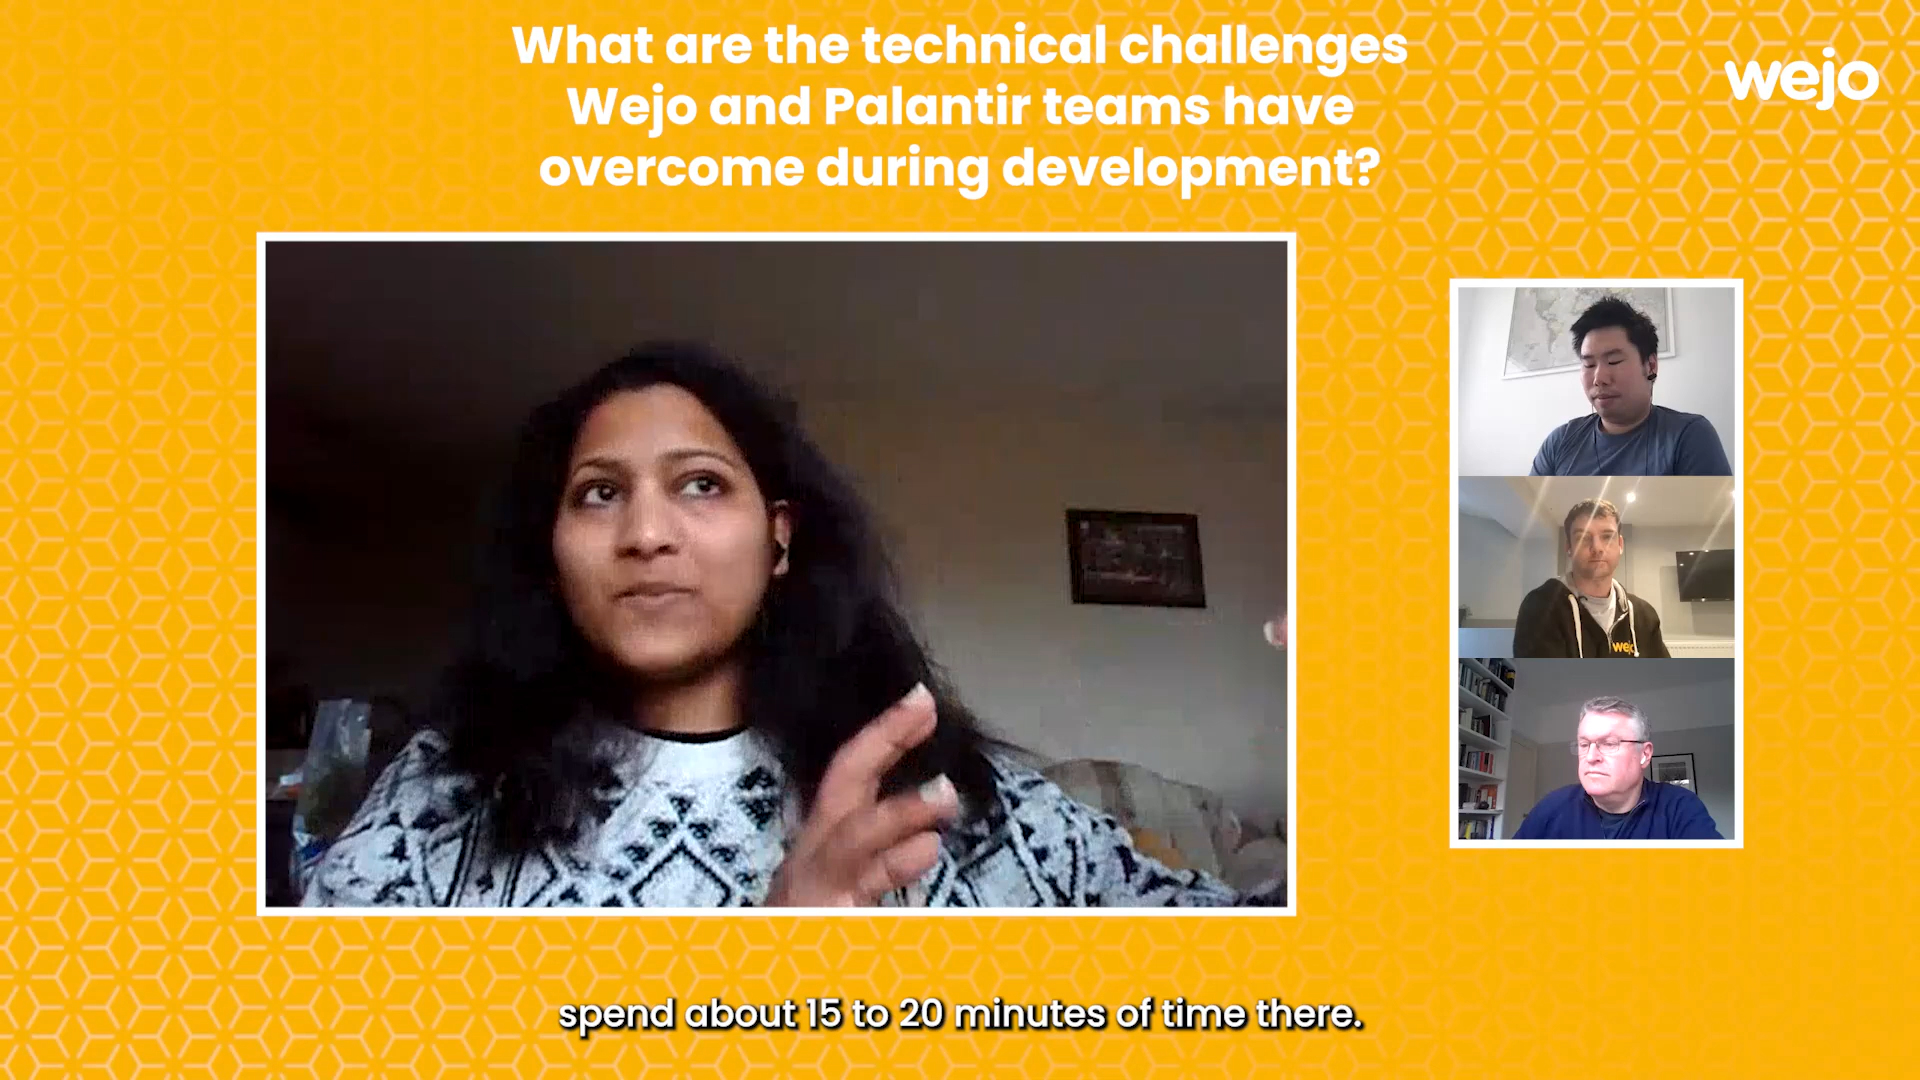 What are the technical challenges
Wejo and Palantir teams have
overcome during development?
wejo
wejo
spend about 15 to 20 minutes of time there.